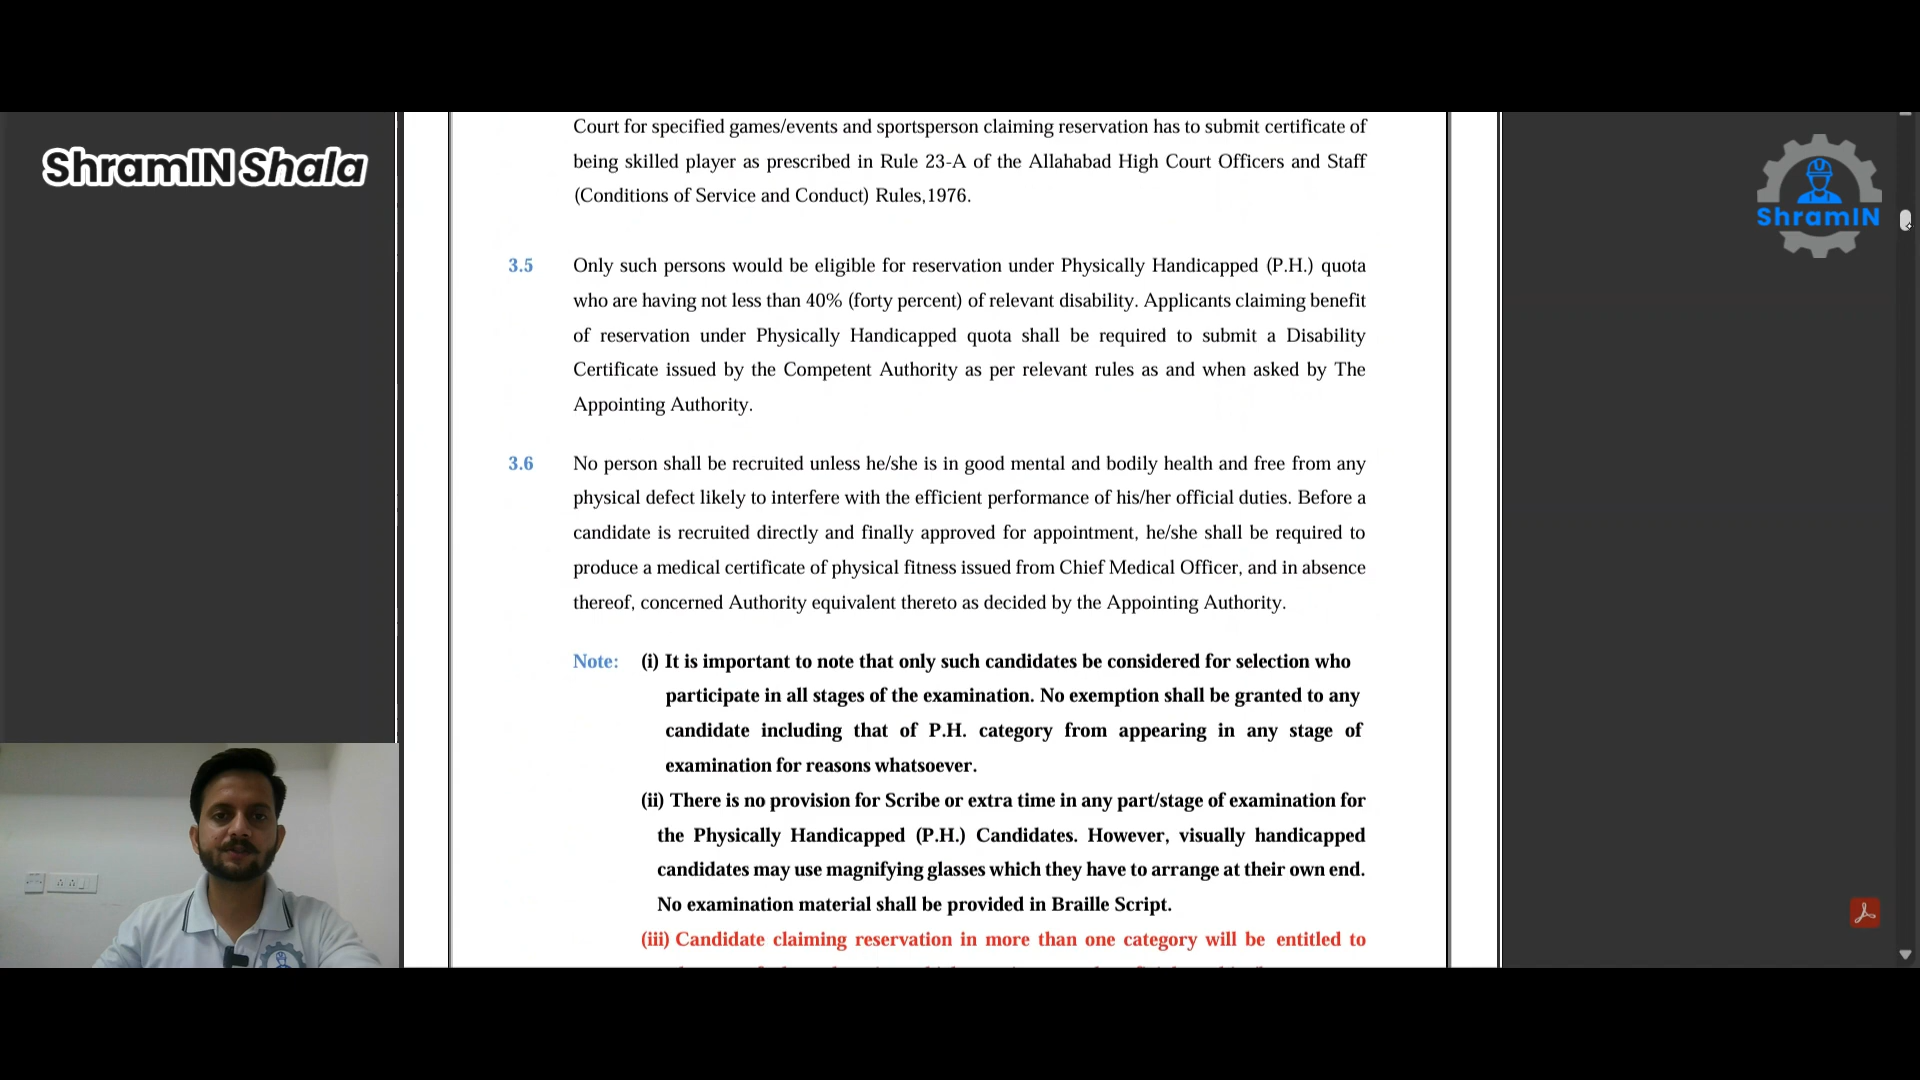 ShramIN Shala
ShramIN
Court for specified games/events and sportsperson claiming reservation has to submit certificate of
being skilled player as prescribed in Rule 23-A of the Allahabad High Court Officers and Staff
(Conditions of Service and Conduct) Rules,1976.
3.5 Only such persons would be eligible for reservation under Physically Handicapped (P.H.) quota
who are having not less than 40% (forty percent) of relevant disability. Applicants claiming benefit
of reservation under Physically Handicapped quota shall be required to submit a Disability
Certificate issued by the Competent Authority as per relevant rules as and when asked by The
Appointing Authority.
3.6 No person shall be recruited unless he/she is in good mental and bodily health and free from any
physical defect likely to interfere with the efficient performance of his/her official duties. Before a
candidate is recruited directly and finally approved for appointment, he/she shall be required to
produce a medical certificate of physical fitness issued from Chief Medical Officer, and in absence
thereof, concerned Authority equivalent thereto as decided by the Appointing Authority.
Note: (i) It is important to note that only such candidates be considered for selection who
participate in all stages of the examination. No exemption shall be granted to any
candidate including that of P.H. category from appearing in any stage of
examination for reasons whatsoever.
(ii) There is no provision for Scribe or extra time in any part/stage of examination for
the Physically Handicapped (P.H.) Candidates. However, visually handicapped
candidates may use magnifying glasses which they have to arrange at their own end.
No examination material shall be provided in Braille Script.
(iii) Candidate claiming reservation in more than one category will be entitled to